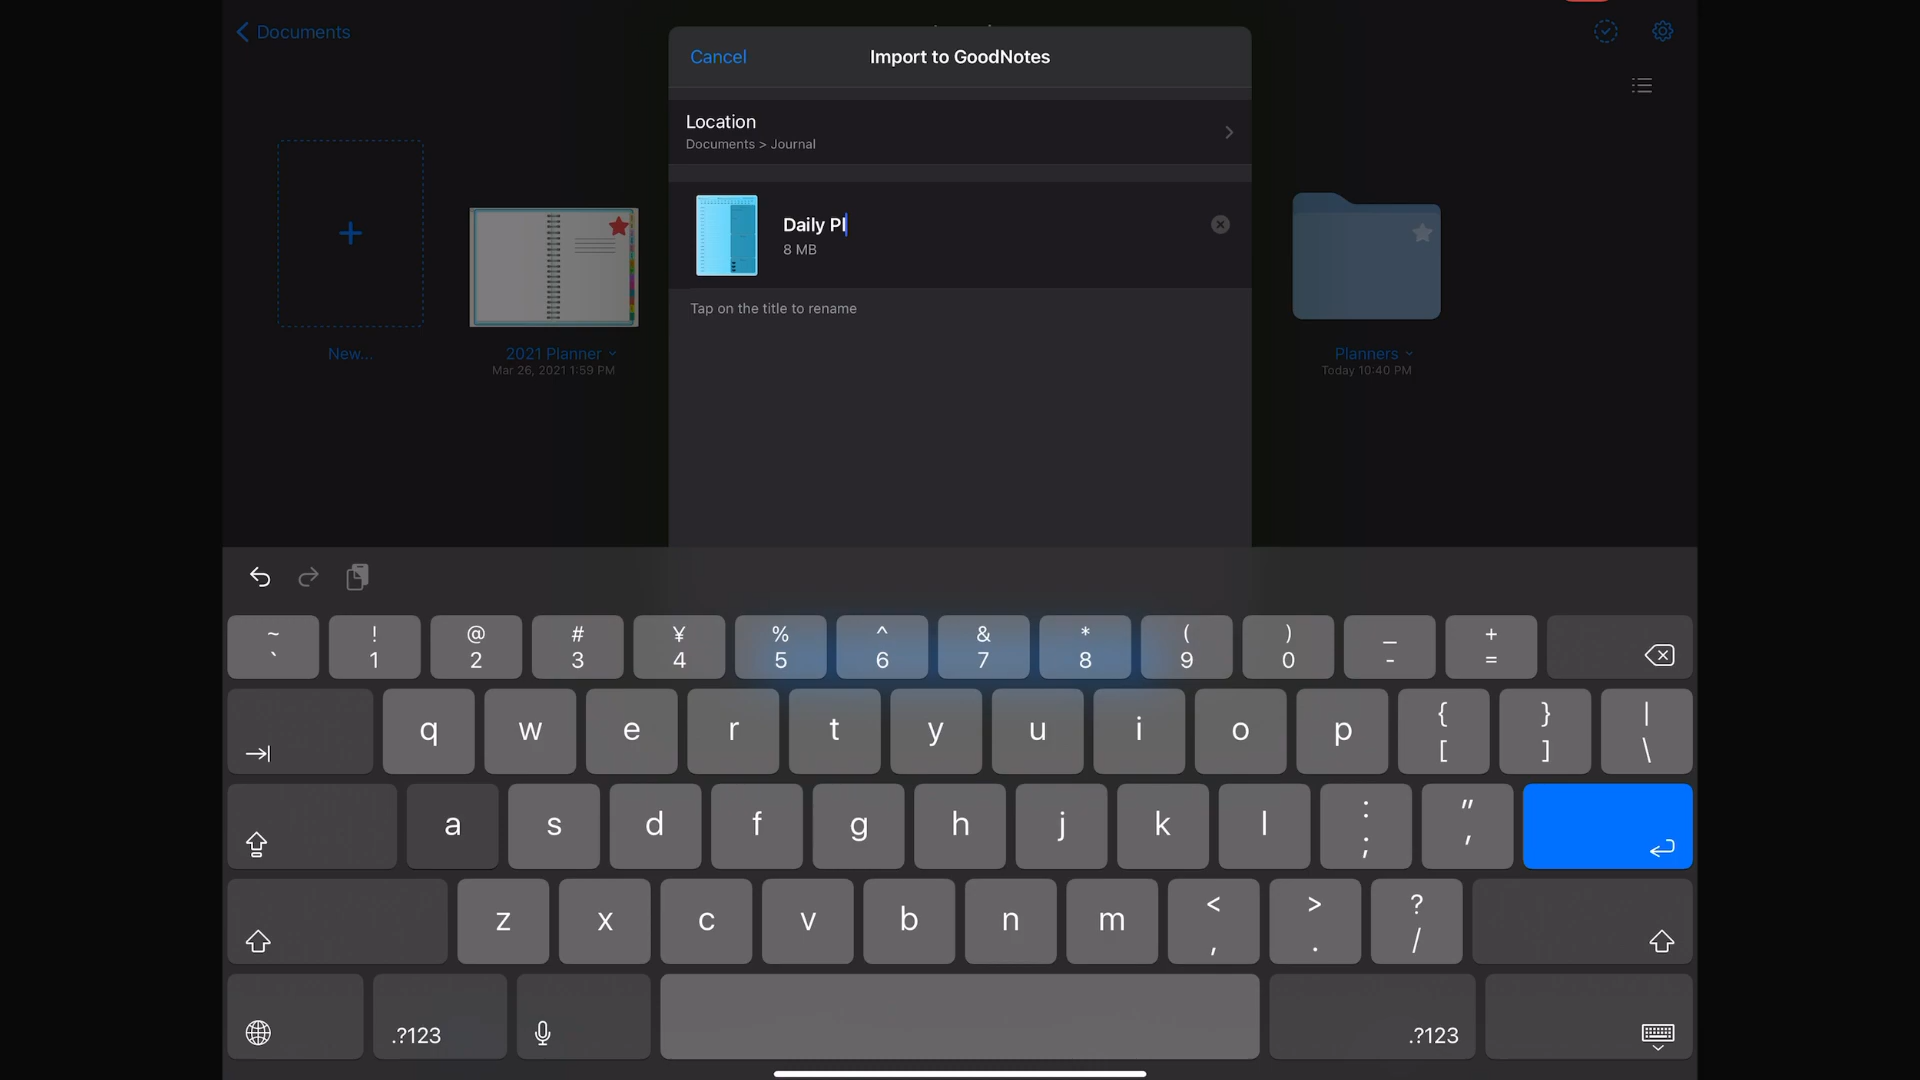 Documents
Cancel
Import to GoodNotes
Location
Documents > Journal
Daily Pl
8 MB
Tap on the title to rename
New...
2021 Planner
Mar 26, 2021 1:59 PM
Planners
Today 10:40 PM
~ ! @ # ¥ % ^ & * ( ) _ +
` 1 2 3 4 5 6 7 8 9 0 - =
q w e r t y u i o p { } |
[ ] \
a s d f g h j k l : "
; '
z x c v b n m < > ?
, . /
.?123 .?123